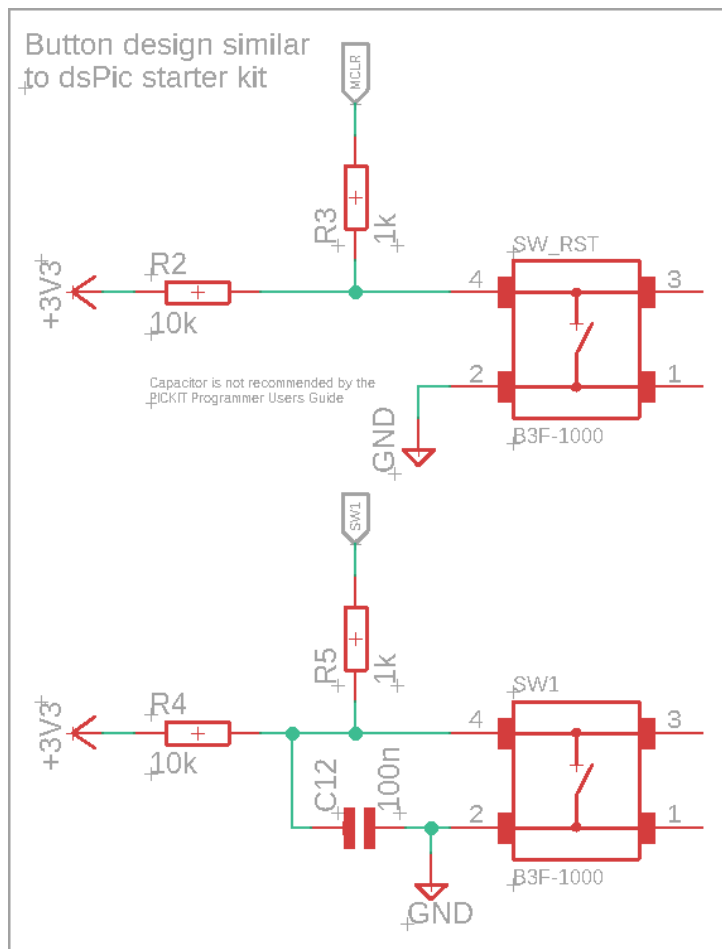 Button design similar
to dsPic starter kit
MCLR
R3
1k
SW_RST
+3V3
R2
10k
4
3
2
1
Capacitor is not recommended by the
PICKIT Programmer Users Guide
GND
B3F-1000
SW1
R5
1k
SW1
+3V3
R4
10k
4
3
C12
100n
2
1
B3F-1000
GND